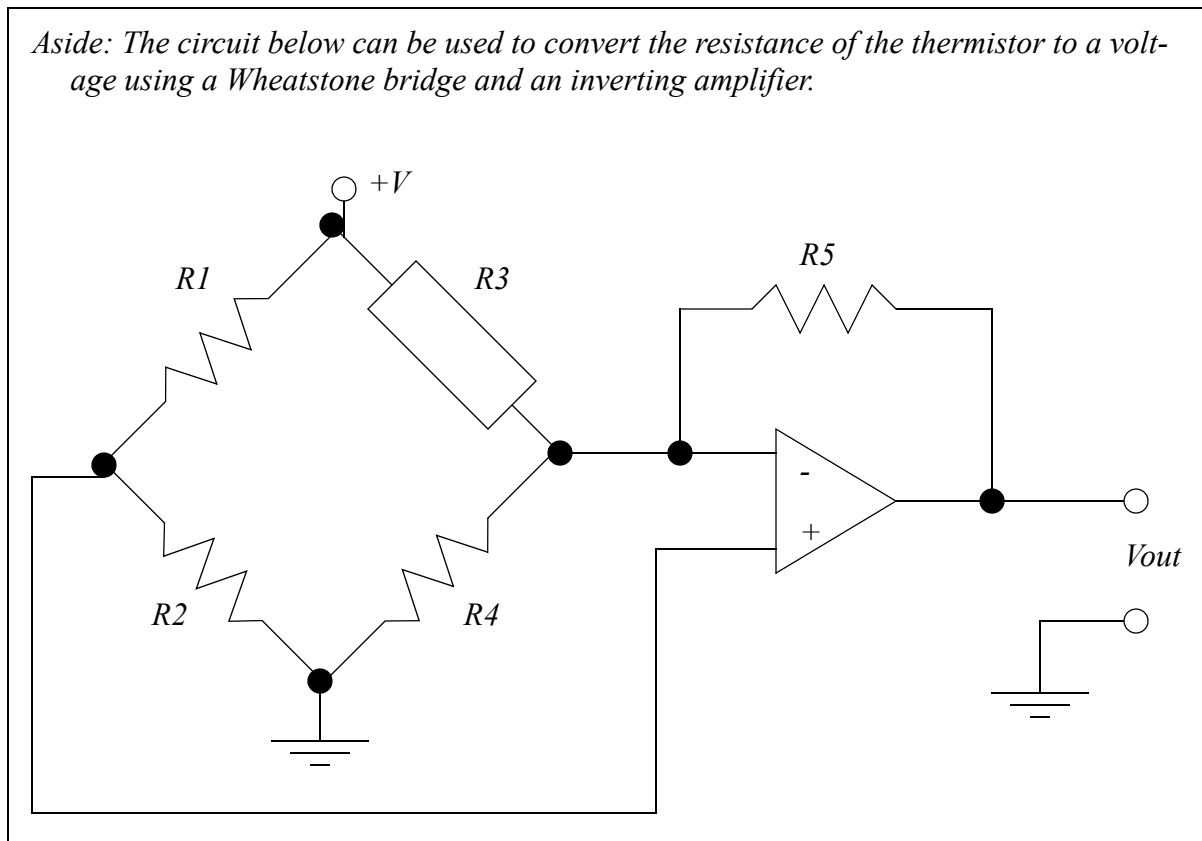 Aside: The circuit below can be used to convert the resistance of the thermistor to a volt-
age using a Wheatstone bridge and an inverting amplifier.
+V
R1
R3
R5
-
+
Vout
R2
R4